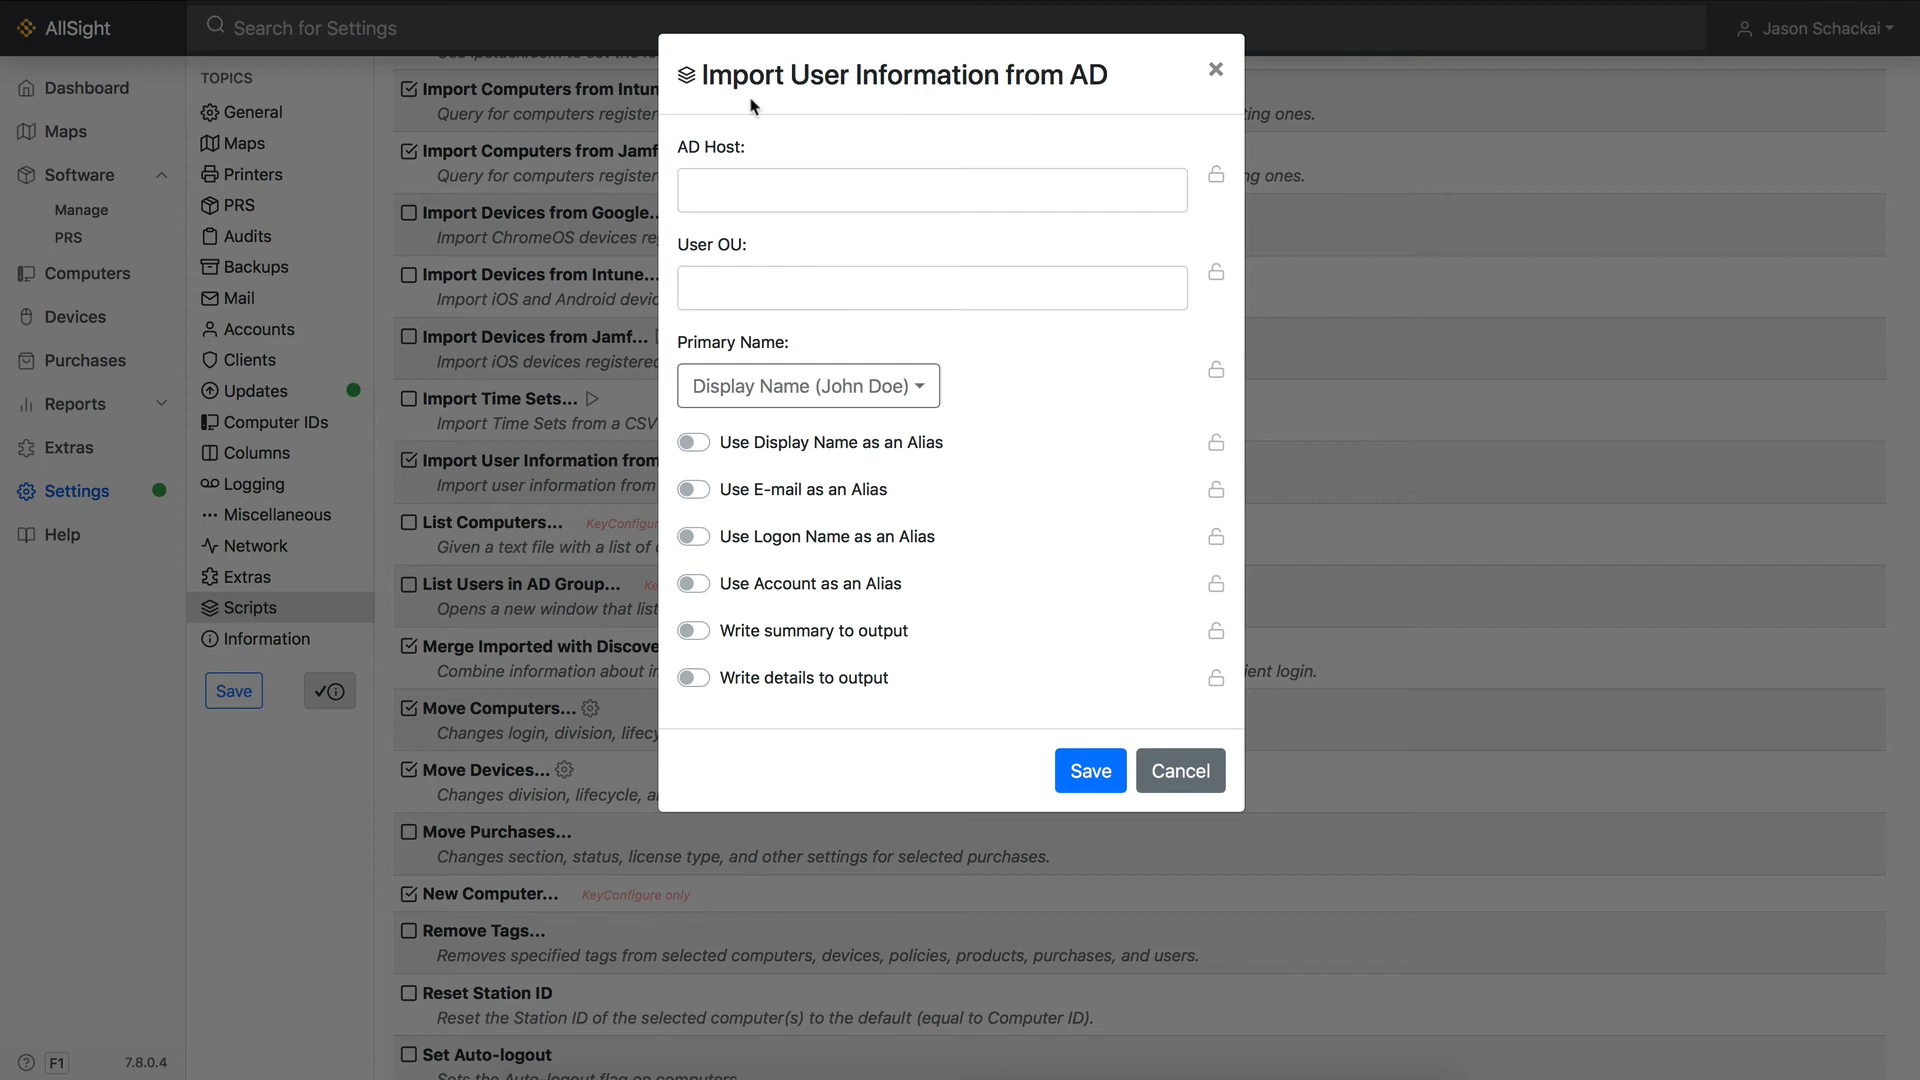 AllSight
Search for Settings
Jason Schackai
Dashboard
Maps
Software
Manage
PRS
Computers
Devices
Purchases
Reports
Extras
Settings
Help
F1
7.8.0.4
TOPICS
General
Maps
Printers
PRS
Audits
Backups
Mail
Accounts
Clients
Updates
Computer IDs
Columns
Logging
Miscellaneous
Network
Extras
Scripts
Information
Save
Import Computers from Intun
Query for computers register
ing ones.
Import Computers from Jamf
Query for computers register
ng ones.
Import Devices from Google...
Import ChromeOS devices re
Import Devices from Intune...
Import iOS and Android devic
Import Devices from Jamf...
Import iOS devices registered
Import Time Sets...
Import Time Sets from a CSV
Import User Information from
Import user information from
List Computers... KeyConfigur
Given a text file with a list of
List Users in AD Group... Ke
Opens a new window that list
Merge Imported with Discove
Combine information about in
ient login.
Move Computers...
Changes login, division, lifecy
Move Devices...
Changes division, lifecycle, a
Move Purchases...
Changes section, status, license type, and other settings for selected purchases.
New Computer... KeyConfigure only
Remove Tags...
Removes specified tags from selected computers, devices, policies, products, purchases, and users.
Reset Station ID
Reset the Station ID of the selected computer(s) to the default (equal to Computer ID).
Set Auto-logout
Sets the Auto-logout flag on computers.
Import User Information from AD
AD Host:
User OU:
Primary Name:
Display Name (John Doe)
Use Display Name as an Alias
Use E-mail as an Alias
Use Logon Name as an Alias
Use Account as an Alias
Write summary to output
Write details to output
Save
Cancel